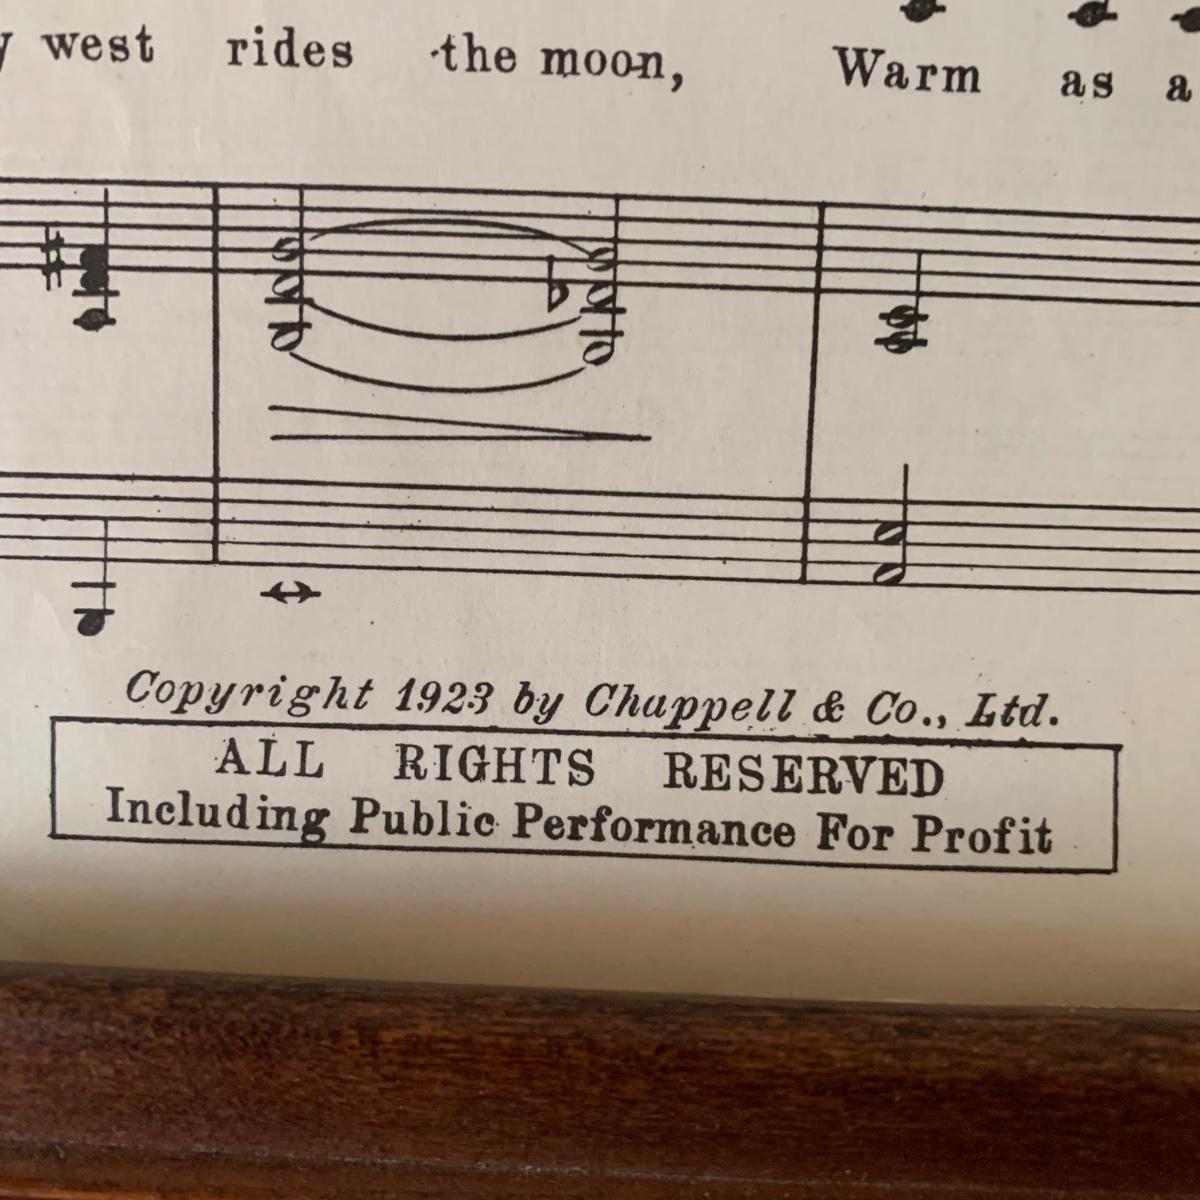 west rides the moon, Warm as a
Copyright 1923 by Chappell & Co., Ltd.
ALL RIGHTS RESERVED
Including Public Performance For Profit